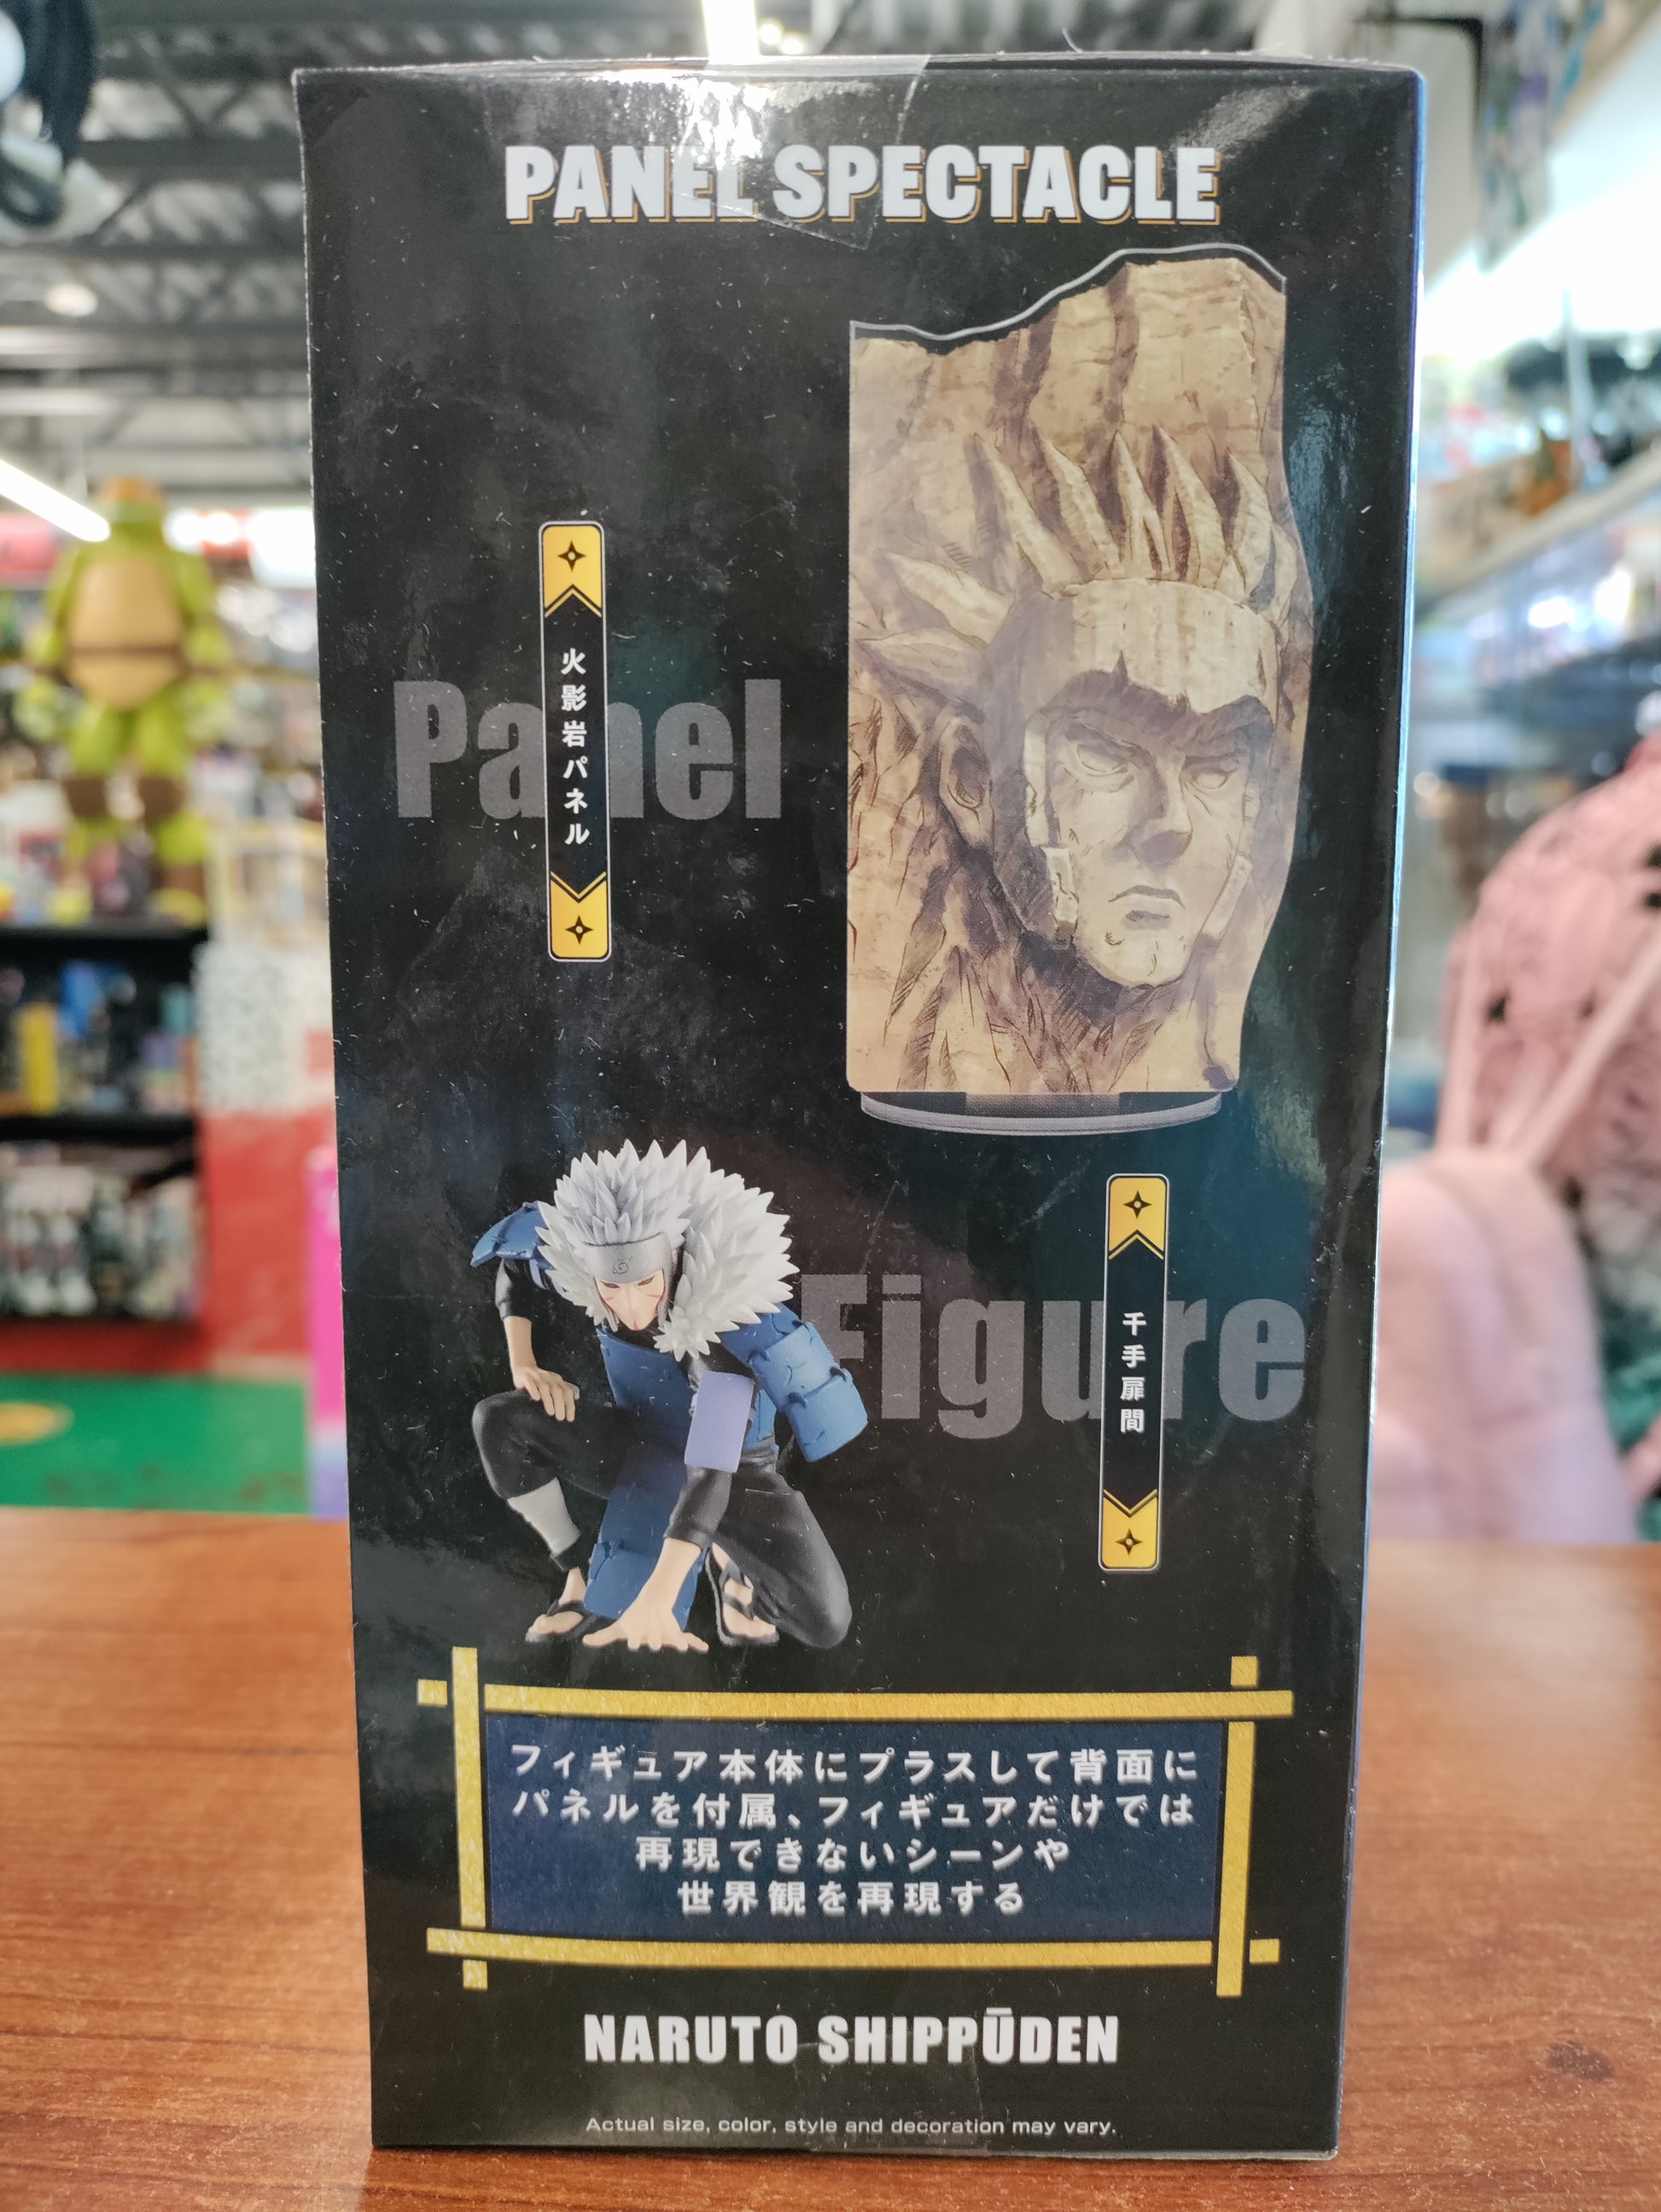 PANEL SPECTACLE
Panel
火影岩パネル
Figure
千手扉間
フィギュア本体にプラスして背面に
パネルを付属、フィギュアだけでは
再現できないシーンや
世界観を再現する
NARUTO SHIPPŪDEN
Actual size, color, style and decoration may vary.